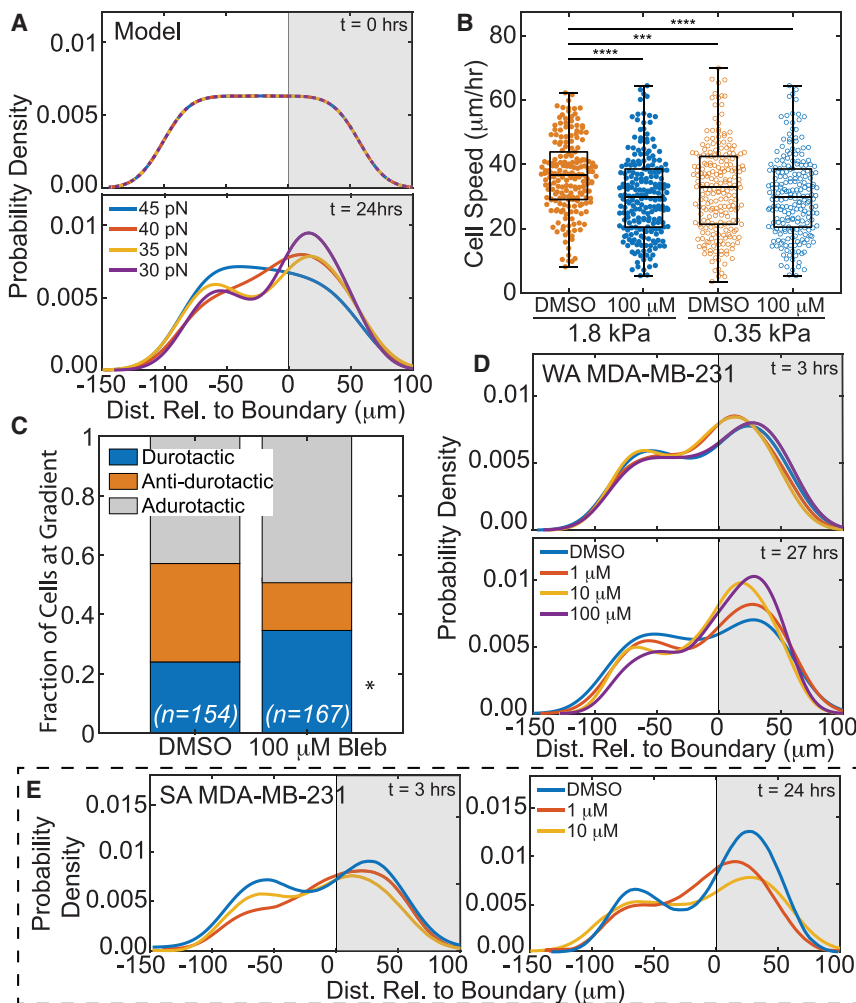 A
Model
t = 0 hrs
0.01
0.005
0.00
Probability Density
t = 24hrs
45 pN
40 pN
35 pN
30 pN
0.01
0.005
0.00
-150 -100 -50 0 50 100
Dist. Rel. to Boundary (μm)
B
****
***
****
Cell Speed (μm/hr)
80
60
40
20
0
DMSO 100 μM DMSO 100 μM
1.8 kPa 0.35 kPa
C
Fraction of Cells at Gradient
1
0.8
0.6
0.4
0.2
0
Durotactic
Anti-durotactic
Adurotactic
(n=154) (n=167)
*
DMSO 100 μM Bleb
D
WA MDA-MB-231
t = 3 hrs
0.01
0.005
0.00
Probability Density
t = 27 hrs
DMSO
1 μM
10 μM
100 μM
0.01
0.005
0.00
-150 -100 -50 0 50 100
Dist. Rel. to Boundary (μm)
E
SA MDA-MB-231
t = 3 hrs
Probability
Density
0.015
0.01
0.005
0.00
-150 -100 -50 0 50 100
Dist. Rel. to Boundary (μm)
DMSO
1 μM
10 μM
t = 24 hrs
0.015
0.01
0.005
0.00
-150 -100 -50 0 50 100
Dist. Rel. to Boundary (μm)